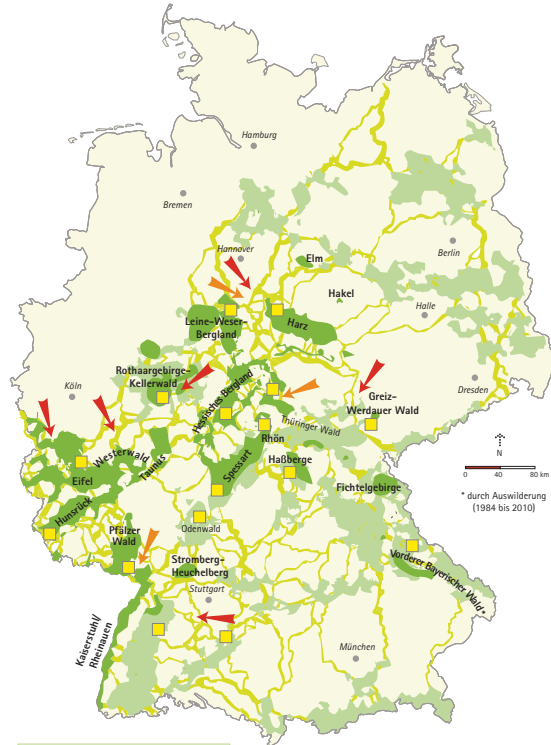 Hamburg
Bremen
Hannover
Elm
Berlin
Hakel
Halle
Leine-Weser-
Bergland
Harz
Rothaargebirge-
Kellerwald
Hessisches Bergland
Köln
Dresden
Greiz-
Werdauer Wald
Thüringer Wald
Westerwald
Taunus
Rhön
Eifel
Haßberge
Spessart
N
40
80 km
Fichtelgebirge
* durch Auswilderung
(1984 bis 2010)
Hunsrück
Pfälzer
Wald
Odenwald
Vorderer Bayerischer Wald*
Stromberg-
Heuchelberg
Stuttgart
Kaiserstuhl/
Rheinauen
München